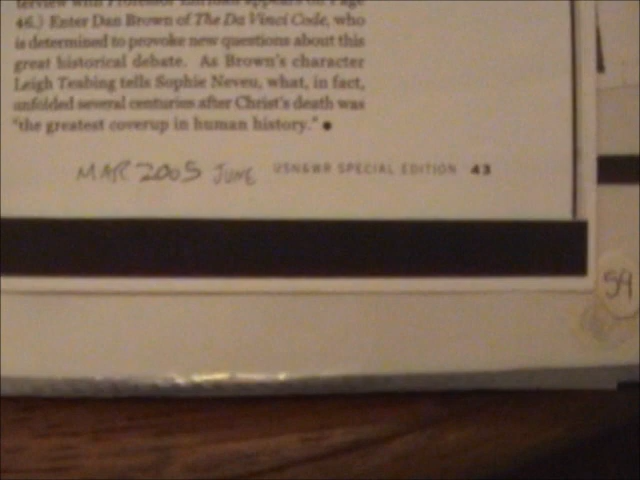 terview with Professor Ehrman appears on Page
46.) Enter Dan Brown of The Da Vinci Code, who
is determined to provoke new questions about this
great historical debate. As Brown's character
Leigh Teabing tells Sophie Neveu, what, in fact,
unfolded several centuries after Christ's death was
"the greatest coverup in human history." ●
MAR 2005 JUNE USN&WR SPECIAL EDITION 43
54